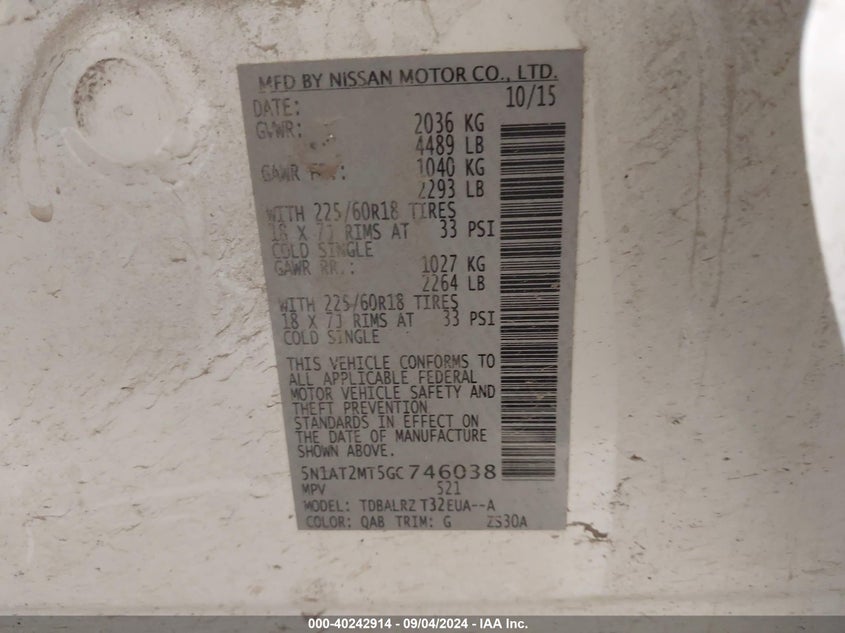 MFD BY NISSAN MOTOR CO., LTD.
DATE: 10/15
GVWR: 2036 KG
4489 LB
GAWR FR.: 1040 KG
2293 LB
WITH 225/60R18 TIRES
18 X 7J RIMS AT 33 PSI
COLD SINGLE
GAWR RR.: 1027 KG
2264 LB
WITH 225/60R18 TIRES
18 X 7J RIMS AT 33 PSI
COLD SINGLE
THIS VEHICLE CONFORMS TO
ALL APPLICABLE FEDERAL
MOTOR VEHICLE SAFETY AND
THEFT PREVENTION
STANDARDS IN EFFECT ON
THE DATE OF MANUFACTURE
SHOWN ABOVE.
5N1AT2MT5GC746038
MPV 521
MODEL: TDBALRZ T32EUA--A
COLOR: QAB TRIM: G ZS30A
000-40242914 - 09/04/2024 - IAA Inc.